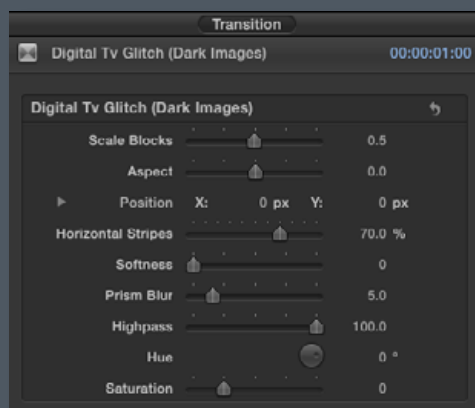 Transition
Digital Tv Glitch (Dark Images) 00:00:01:00
Digital Tv Glitch (Dark Images)
Scale Blocks 0.5
Aspect 0.0
Position X: 0 px Y: 0 px
Horizontal Stripes 70.0 %
Softness 0
Prism Blur 5.0
Highpass 100.0
Hue 0 °
Saturation 0